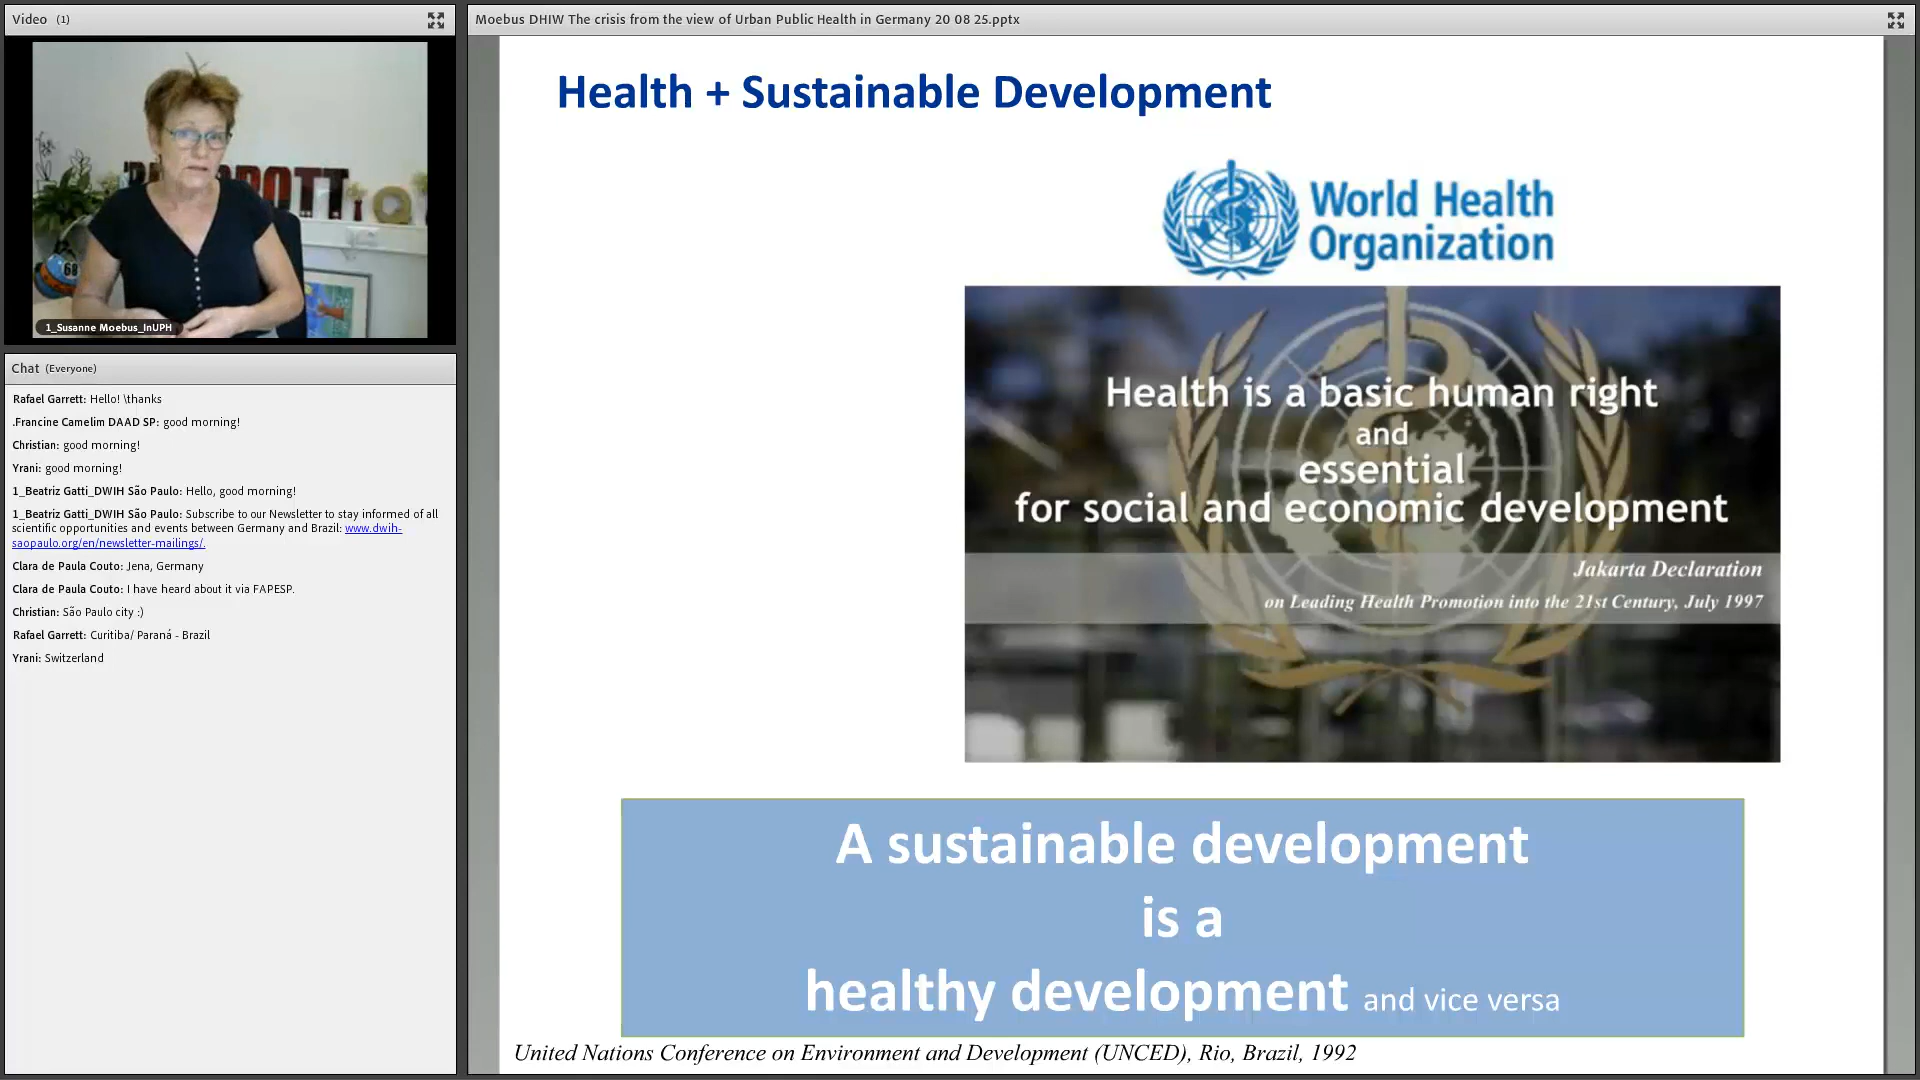 Video (1)
1_Susanne Moebus_InUPH
68
Chat (Everyone)
Rafael Garrett: Hello! \thanks
.Francine Camelim DAAD SP: good morning!
Christian: good morning!
Yrani: good morning!
1_Beatriz Gatti_DWIH São Paulo: Hello, good morning!
1_Beatriz Gatti_DWIH São Paulo: Subscribe to our Newsletter to stay informed of all
scientific opportunities and events between Germany and Brazil: www.dwih-
saopaulo.org/en/newsletter-mailings/.
Clara de Paula Couto: Jena, Germany
Clara de Paula Couto: I have heard about it via FAPESP.
Christian: São Paulo city :)
Rafael Garrett: Curitiba/ Paraná - Brazil
Yrani: Switzerland
Moebus DHIW The crisis from the view of Urban Public Health in Germany 20 08 25.pptx
Health + Sustainable Development
World Health
Organization
Health is a basic human right
and
essential
for social and economic development
Jakarta Declaration
on Leading Health Promotion into the 21st Century, July 1997
A sustainable development
is a
healthy development and vice versa
United Nations Conference on Environment and Development (UNCED), Rio, Brazil, 1992